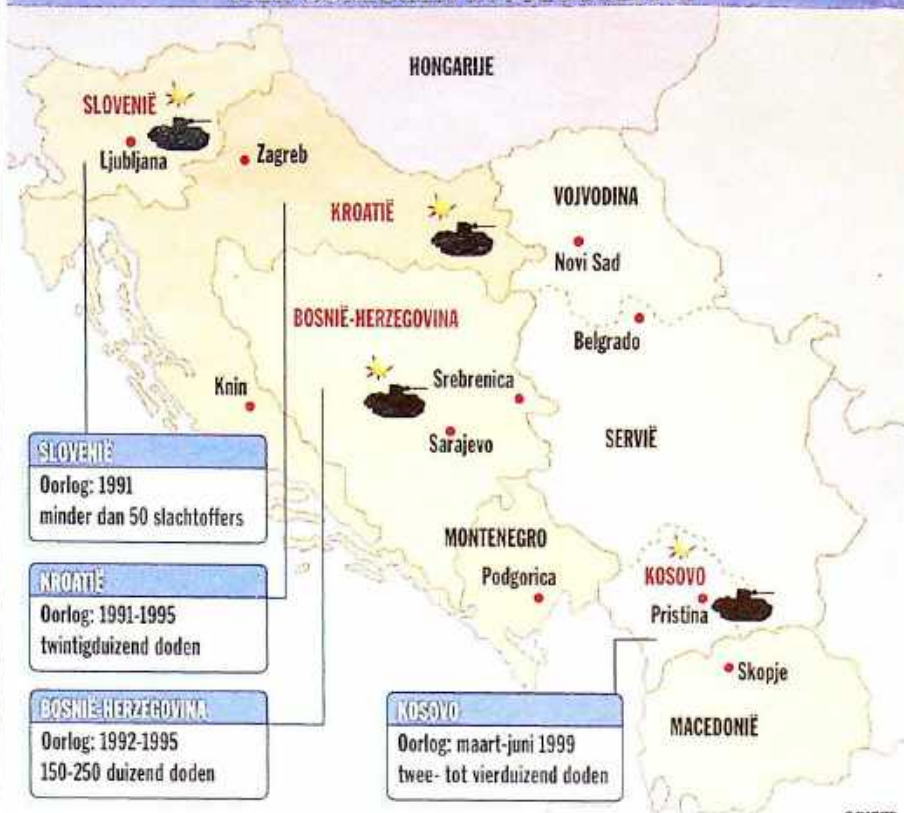 HONGARIJE
SLOVENIË
Ljubljana
Zagreb
KROATIË
VOJVODINA
Novi Sad
BOSNIË-HERZEGOVINA
Belgrado
Knin
Srebrenica
Sarajevo
SERVIË
SLOVENIË
Oorlog: 1991
minder dan 50 slachtoffers
MONTENEGRO
Podgorica
KOSOVO
Pristina
KROATIË
Oorlog: 1991-1995
twintigduizend doden
Skopje
MACEDONIË
BOSNIË-HERZEGOVINA
Oorlog: 1992-1995
150-250 duizend doden
KOSOVO
Oorlog: maart-juni 1999
twee- tot vierduizend doden